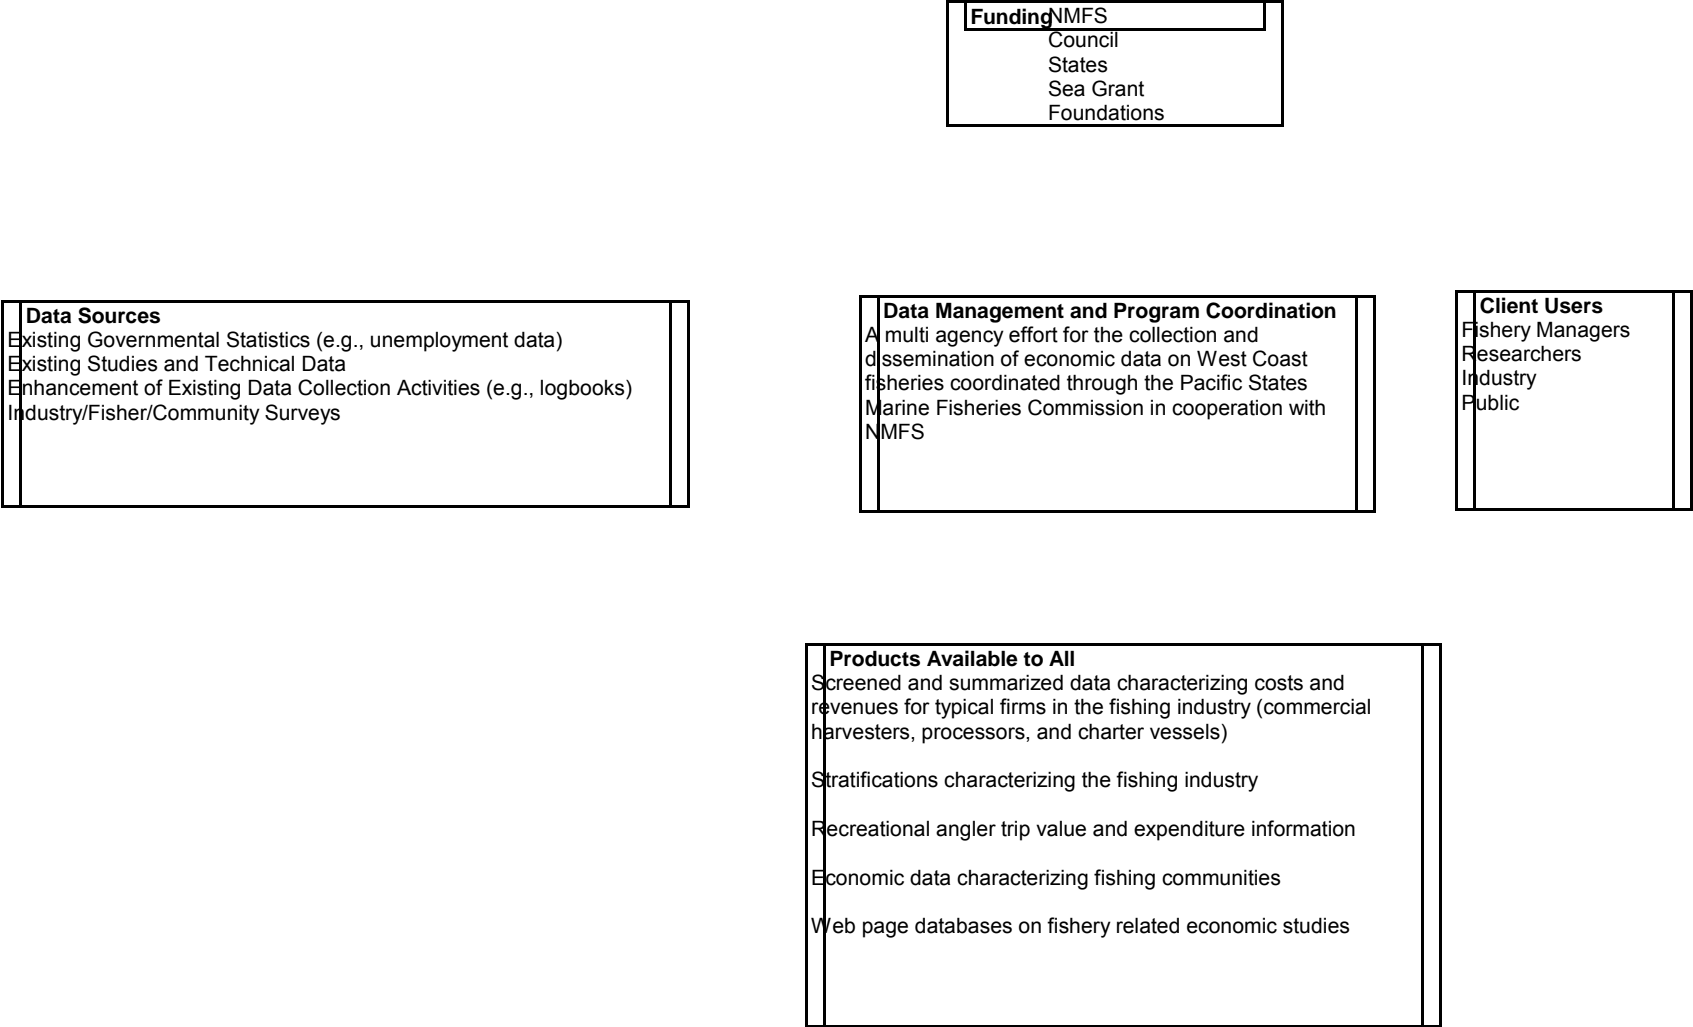 Funding NMFS
Council
States
Sea Grant
Foundations
Data Sources
Existing Governmental Statistics (e.g., unemployment data)
Existing Studies and Technical Data
Enhancement of Existing Data Collection Activities (e.g., logbooks)
Industry/Fisher/Community Surveys
Data Management and Program Coordination
A multi agency effort for the collection and
dissemination of economic data on West Coast
fisheries coordinated through the Pacific States
Marine Fisheries Commission in cooperation with
NMFS
Client Users
Fishery Managers
Researchers
Industry
Public
Products Available to All
Screened and summarized data characterizing costs and
revenues for typical firms in the fishing industry (commercial
harvesters, processors, and charter vessels)
Stratifications characterizing the fishing industry
Recreational angler trip value and expenditure information
Economic data characterizing fishing communities
Web page databases on fishery related economic studies